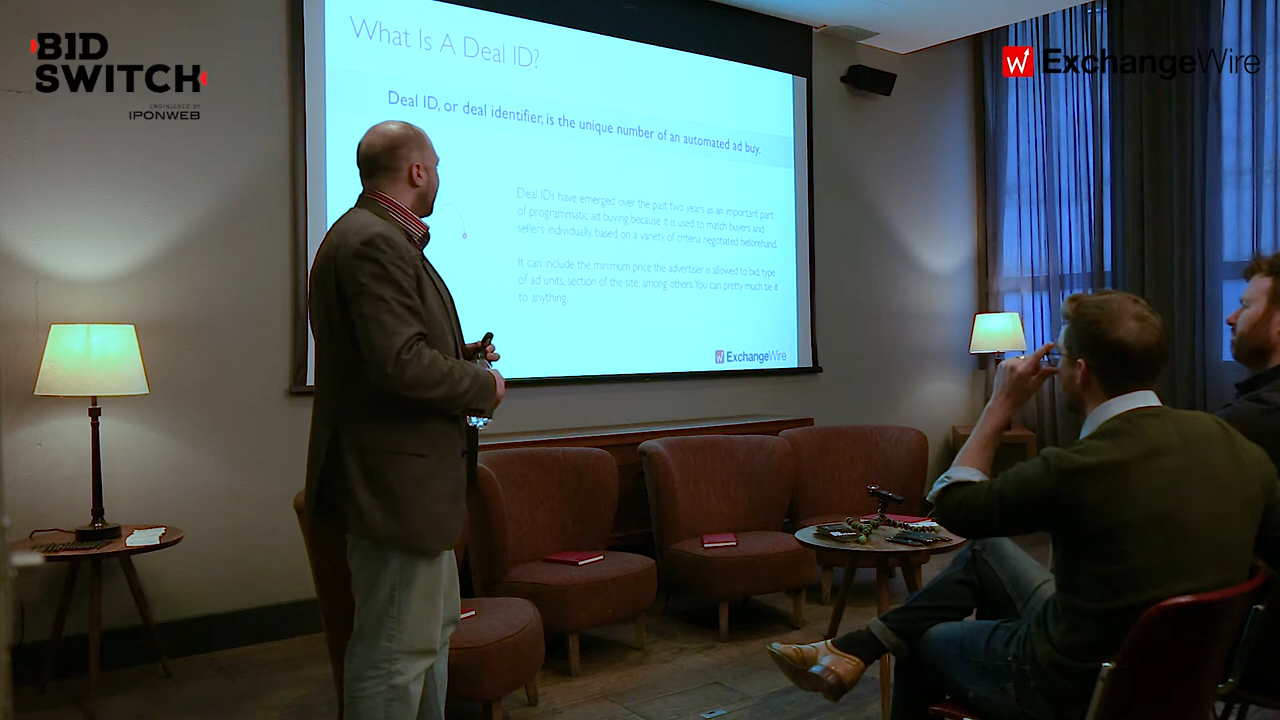 BID
SWITCH
ENGINEERED BY
IPONWEB
ExchangeWire
What Is A Deal ID?
Deal ID, or deal identifier, is the unique number of an automated ad buy.
Deal IDs have emerged over the past two years as an important part
of programmatic ad buying because it is used to match buyers and
sellers individually, based on a variety of criteria negotiated beforehand.
It can include the minimum price the advertiser is allowed to bid, type
of ad units, section of the site, among others. You can pretty much be it
to anything.
ExchangeWire